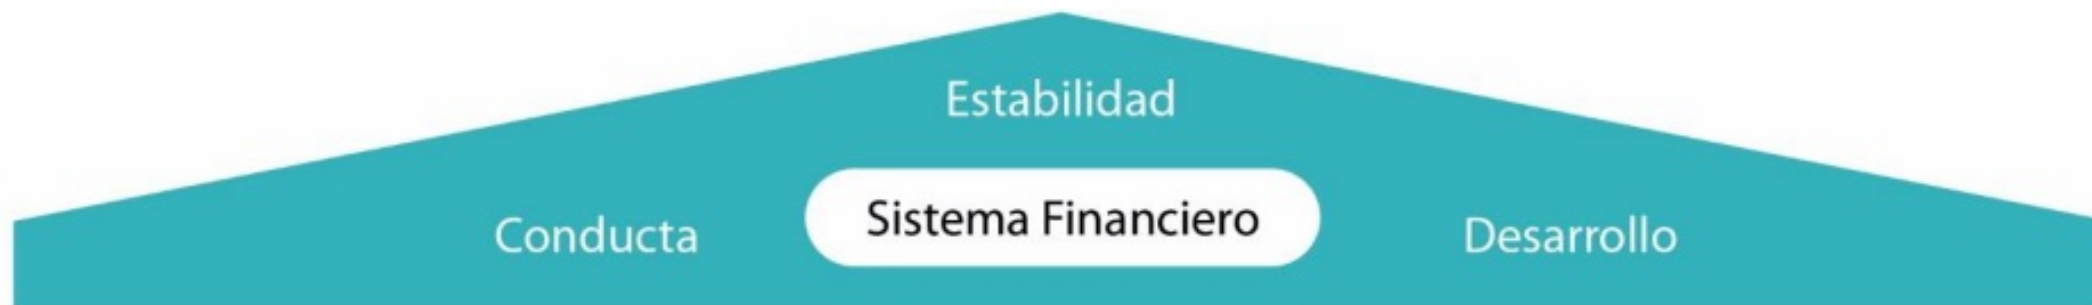 Estabilidad
Sistema Financiero
Conducta
Desarrollo